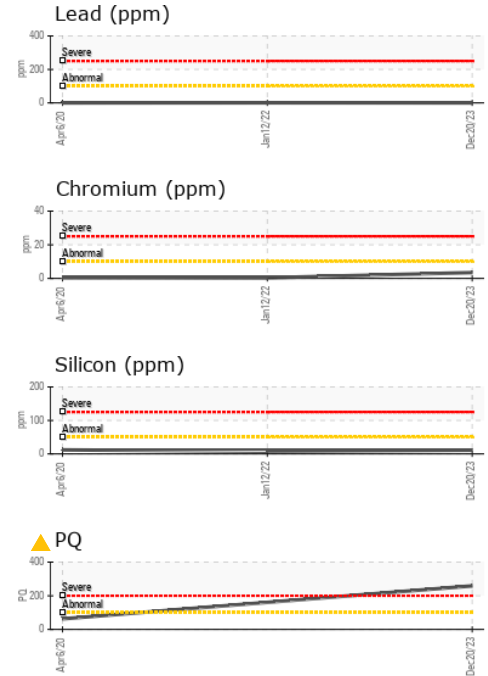 Lead (ppm)
400
Severe
ppm
200
Abnormal
0
Apr6/20
Jan12/22
Dec20/23
Chromium (ppm)
40
Severe
ppm
20
Abnormal
0
Apr6/20
Jan12/22
Dec20/23
Silicon (ppm)
200
Severe
ppm
100
Abnormal
0
Apr6/20
Jan12/22
Dec20/23
PQ
400
Severe
PQ
200
Abnormal
0
Apr6/20
Dec20/23